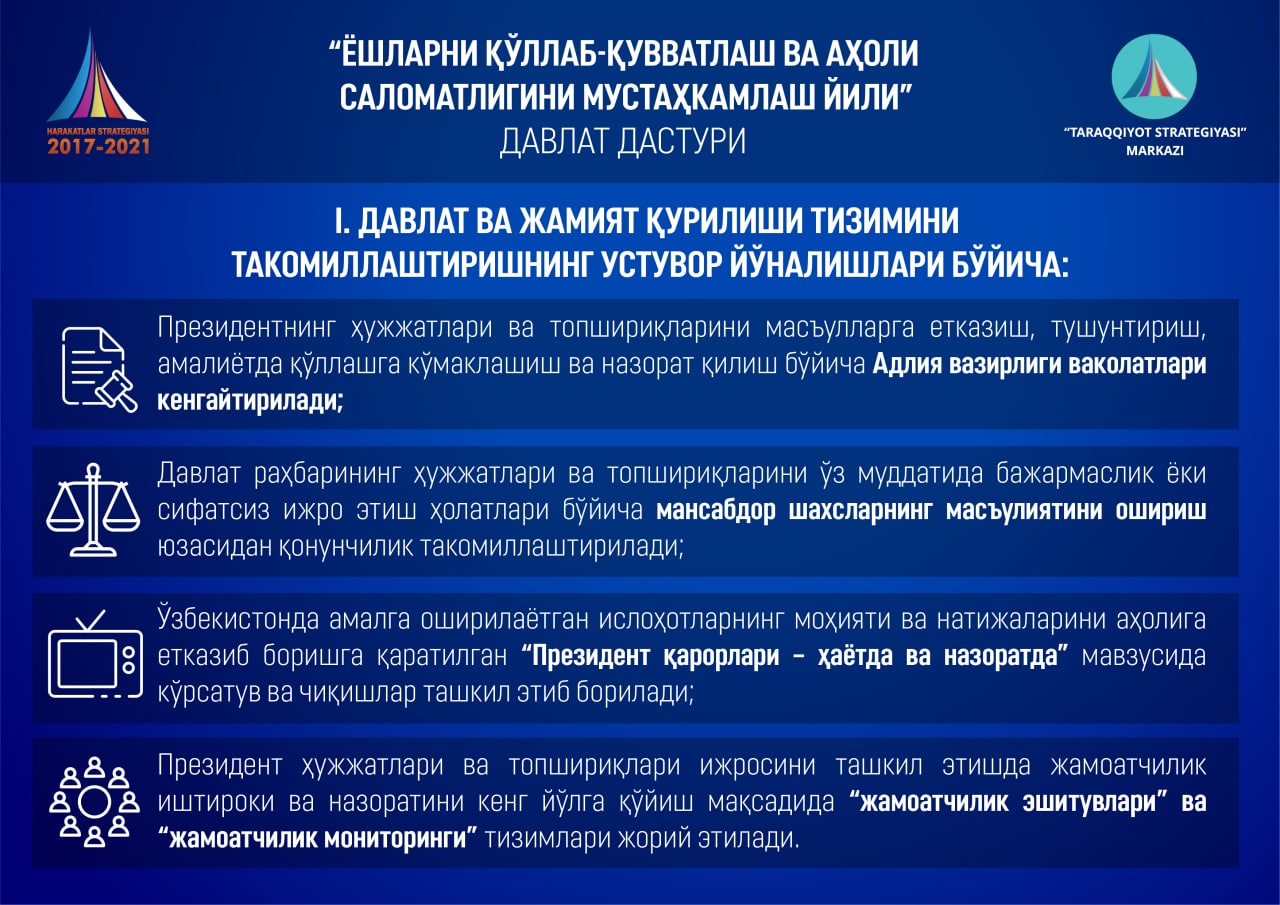 HARAKATLAR STRATEGIYASI
2017-2021
“ЁШЛАРНИ ҚЎЛЛАБ-ҚУВВАТЛАШ ВА АҲОЛИ
САЛОМАТЛИГИНИ МУСТАҲКАМЛАШ ЙИЛИ”
ДАВЛАТ ДАСТУРИ
“TARAQQIYOT STRATEGIYASI”
MARKAZI
I. ДАВЛАТ ВА ЖАМИЯТ ҚУРИЛИШИ ТИЗИМИНИ
ТАКОМИЛЛАШТИРИШНИНГ УСТУВОР ЙЎНАЛИШЛАРИ БЎЙИЧА:
Президентнинг ҳужжатлари ва топшириқларини масъулларга етказиш, тушунтириш,
амалиётда қўллашга кўмаклашиш ва назорат қилиш бўйича Адлия вазирлиги ваколатлари
кенгайтирилади;
Давлат раҳбарининг ҳужжатлари ва топшириқларини ўз муддатида бажармаслик ёки
сифатсиз ижро этиш ҳолатлари бўйича мансабдор шахсларнинг масъулиятини ошириш
юзасидан қонунчилик такомиллаштирилади;
Ўзбекистонда амалга оширилаётган ислоҳотларнинг моҳияти ва натижаларини аҳолига
етказиб боришга қаратилган “Президент қарорлари – ҳаётда ва назоратда” мавзусида
кўрсатув ва чиқишлар ташкил этиб борилади;
Президент ҳужжатлари ва топшириқлари ижросини ташкил этишда жамоатчилик
иштироки ва назоратини кенг йўлга қўйиш мақсадида “жамоатчилик эшитувлари” ва
“жамоатчилик мониторинги” тизимлари жорий этилади.